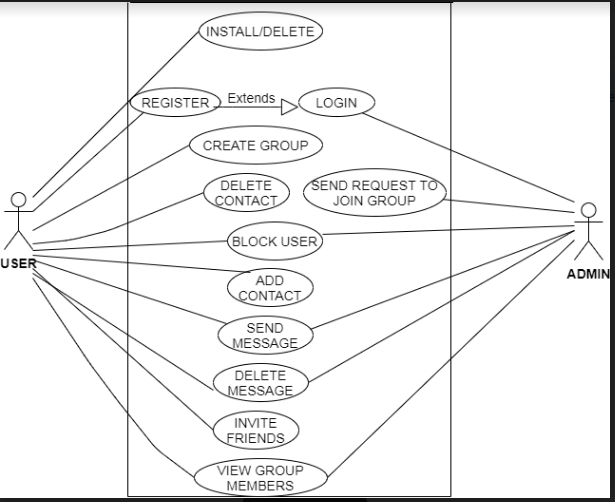 INSTALL/DELETE
REGISTER
Extends
LOGIN
CREATE GROUP
DELETE
CONTACT
SEND REQUEST TO
JOIN GROUP
BLOCK USER
USER
ADMIN
ADD
CONTACT
SEND
MESSAGE
DELETE
MESSAGE
INVITE
FRIENDS
VIEW GROUP
MEMBERS